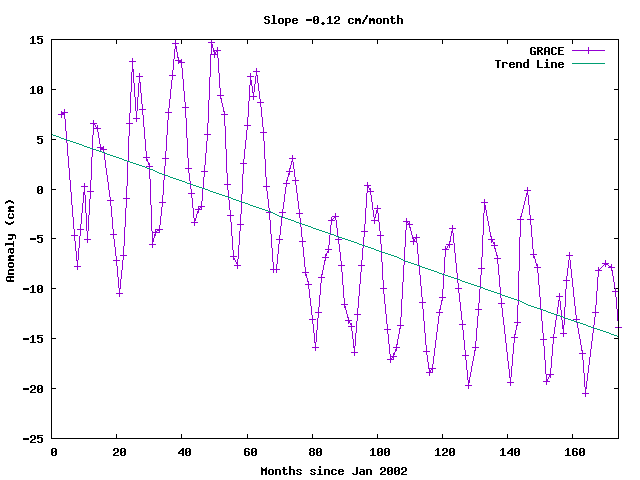 Slope -0.12 cm/month
GRACE
Trend Line
15
10
5
0
-5
-10
-15
-20
-25
Anomaly (cm)
0 20 40 60 80 100 120 140 160
Months since Jan 2002